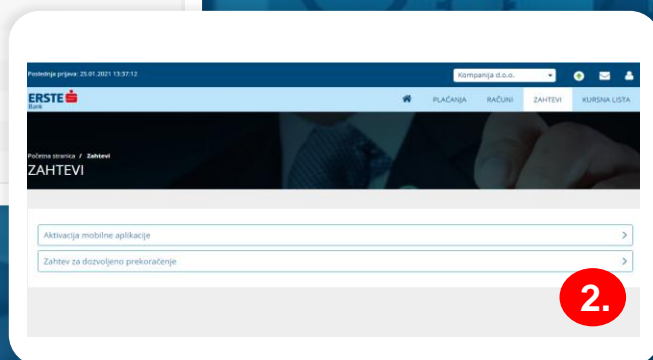 Poslednja prijava: 25.01.2021 13:37:12
Kompanija d.o.o.
ERSTE
Bank
PLAĆANJA RAČUNI ZAHTEVI KURSNA LISTA
Početna stranica / Zahtevi
ZAHTEVI
Aktivacija mobilne aplikacije
Zahtev za dozvoljeno prekoračenje
2.